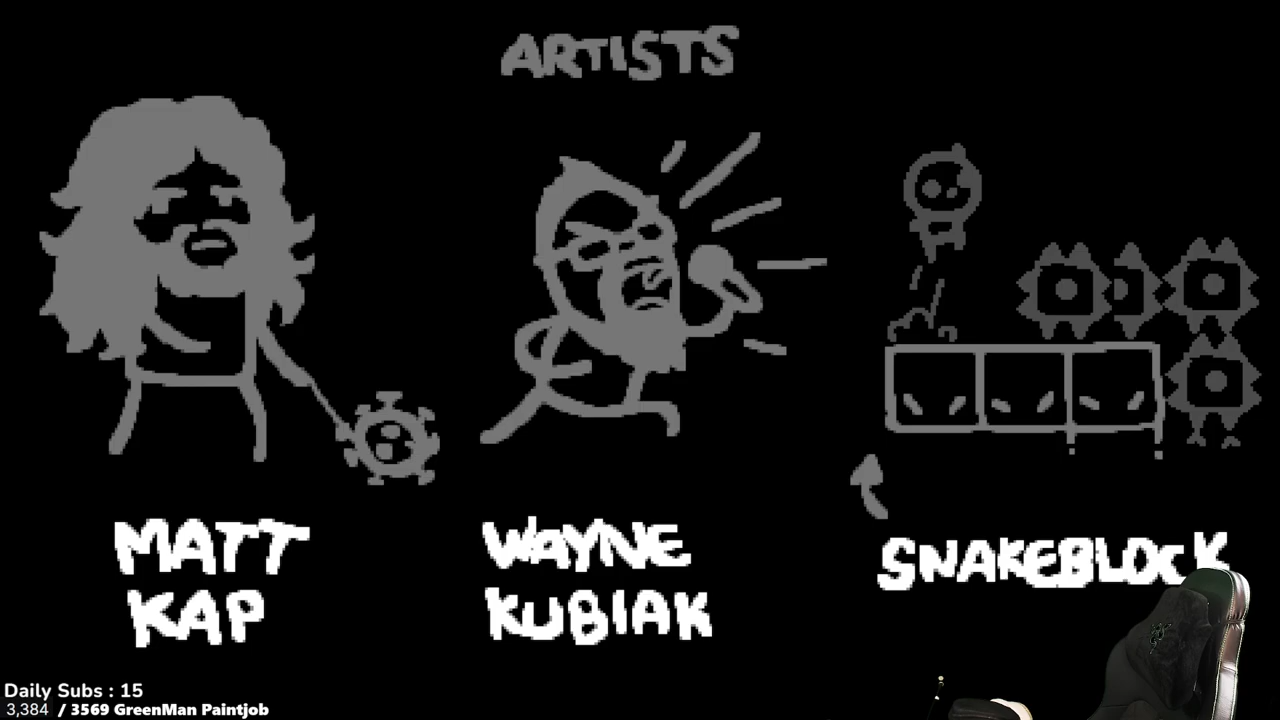 ARTISTS
MATT
KAP
WAYNE
KUBIAK
SNAKEBLOCK
Daily Subs : 15
3,384 / 3569 GreenMan Paintjob